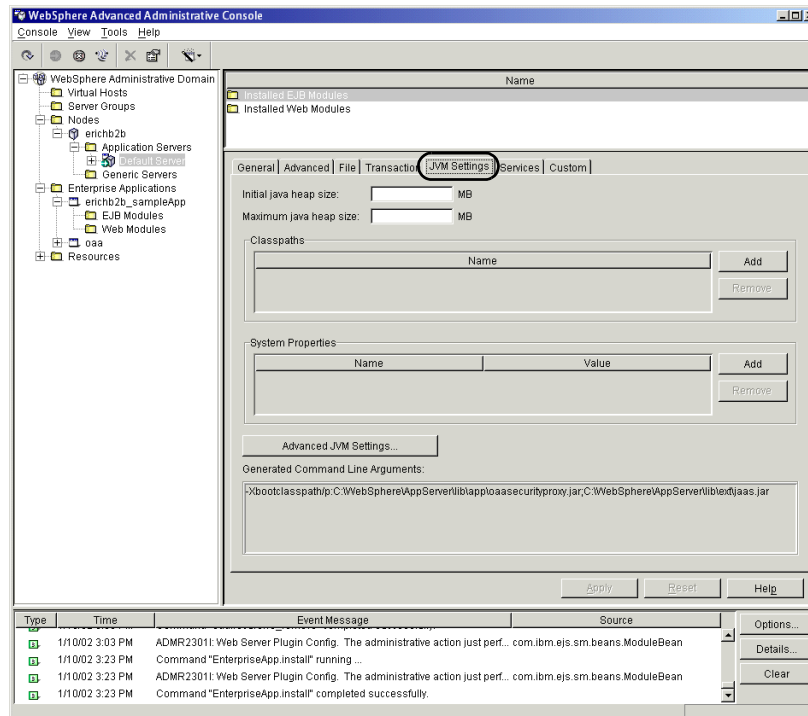 WebSphere Advanced Administrative Console
Console View Tools Help
WebSphere Administrative Domain
Virtual Hosts
Server Groups
Nodes
erichb2b
Application Servers
Default Server
Generic Servers
Enterprise Applications
erichb2b_sampleApp
EJB Modules
Web Modules
oaa
Resources
Name
Installed EJB Modules
Installed Web Modules
General Advanced File Transaction JVM Settings Services Custom
Initial java heap size: MB
Maximum java heap size: MB
Classpaths
Name
Add
Remove
System Properties
Name Value
Add
Remove
Advanced JVM Settings...
Generated Command Line Arguments:
-Xbootclasspath/p:C:\WebSphere\AppServer\lib\app\oaasecurityproxy.jar;C:\WebSphere\AppServer\lib\ext\jaas.jar
Apply Reset Help
Type Time Event Message Source
1/10/02 3:03 PM ADMR2301I: Web Server Plugin Config. The administrative action just perf... com.ibm.ejs.sm.beans.ModuleBean
1/10/02 3:23 PM Command "EnterpriseApp.install" running ...
1/10/02 3:23 PM ADMR2301I: Web Server Plugin Config. The administrative action just perf... com.ibm.ejs.sm.beans.ModuleBean
1/10/02 3:23 PM Command "EnterpriseApp.install" completed successfully.
Options...
Details...
Clear